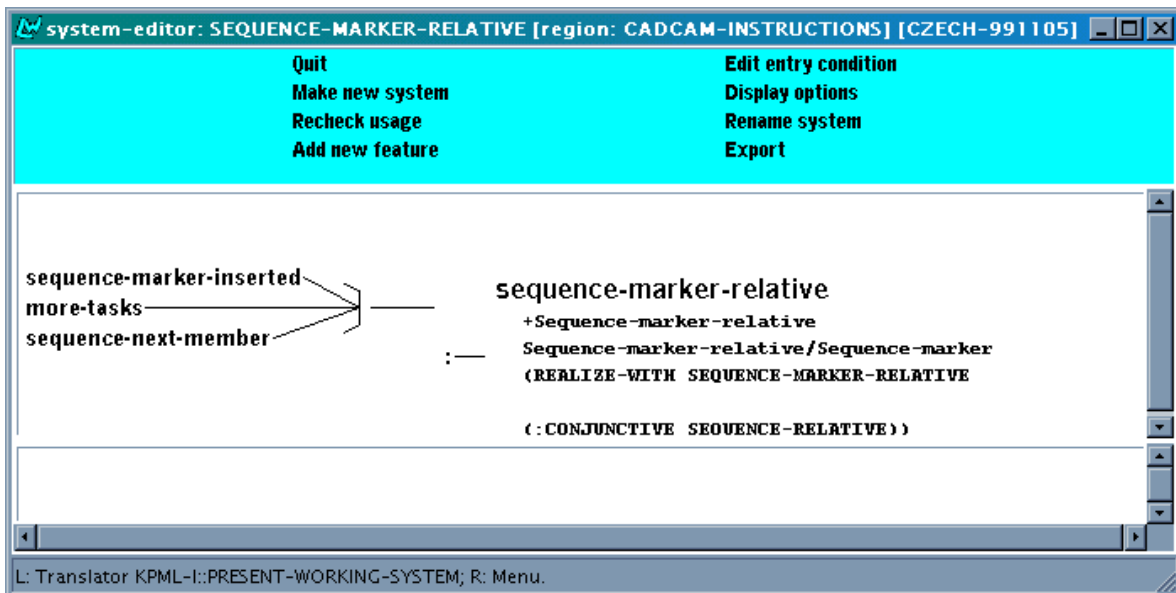 system-editor: SEQUENCE-MARKER-RELATIVE [region: CADCAM-INSTRUCTIONS] [CZECH-991105]
Quit
Make new system
Recheck usage
Add new feature
Edit entry condition
Display options
Rename system
Export
sequence-marker-inserted
more-tasks
sequence-next-member
:
sequence-marker-relative
+Sequence-marker-relative
Sequence-marker-relative/Sequence-marker
(REALIZE-WITH SEQUENCE-MARKER-RELATIVE
(:CONJUNCTIVE SEQUENCE-RELATIVE))
L: Translator KPML-I::PRESENT-WORKING-SYSTEM; R: Menu.